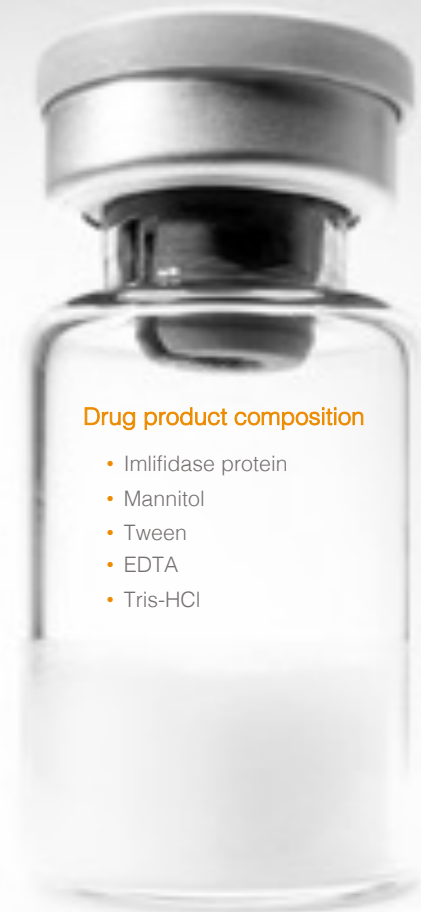 Drug product composition
• Imlifidase protein
• Mannitol
• Tween
• EDTA
• Tris-HCl